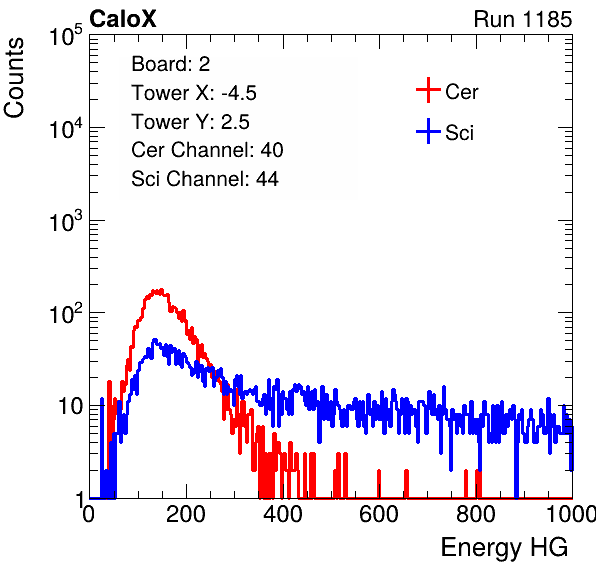 CaloX Run 1185
Counts
10^5
10^4
10^3
10^2
10
1
Board: 2
Tower X: -4.5
Tower Y: 2.5
Cer Channel: 40
Sci Channel: 44
Cer
Sci
0 200 400 600 800 1000
Energy HG